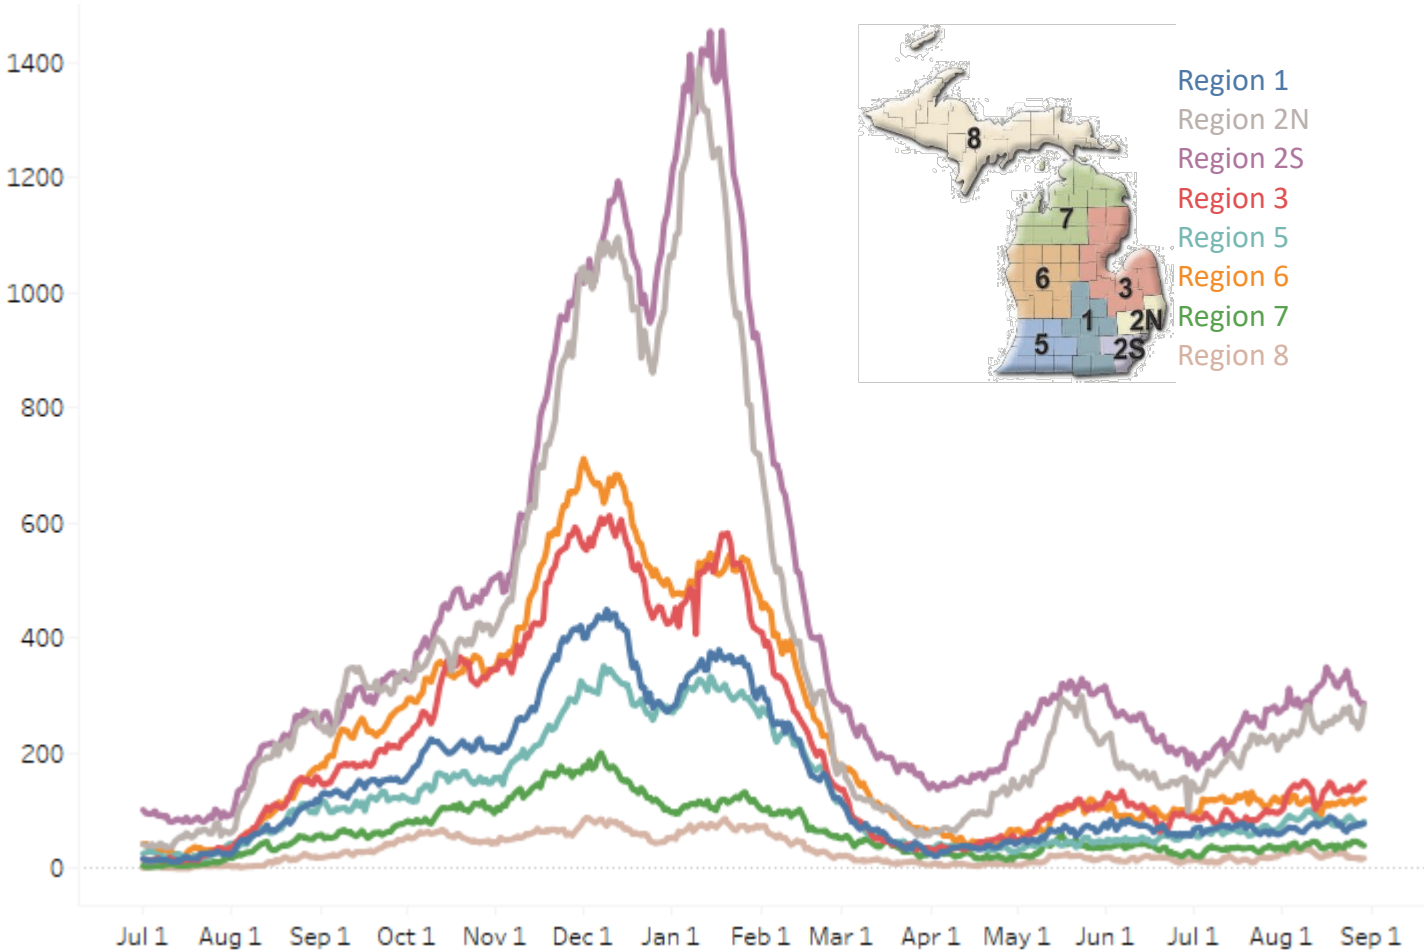 1400
1200
1000
800
600
400
200
0
Jul 1 Aug 1 Sep 1 Oct 1 Nov 1 Dec 1 Jan 1 Feb 1 Mar 1 Apr 1 May 1 Jun 1 Jul 1 Aug 1 Sep 1
8
7
6
3
1
2N
5
2S
Region 1
Region 2N
Region 2S
Region 3
Region 5
Region 6
Region 7
Region 8